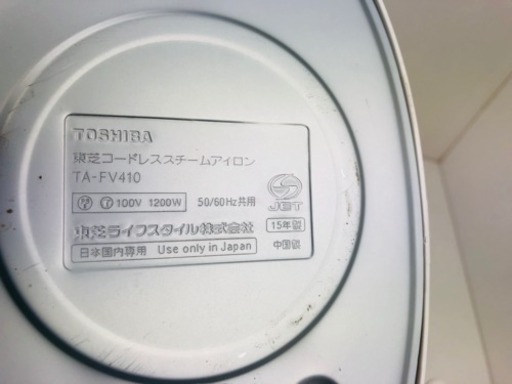 TOSHIBA
東芝コードレススチームアイロン
TA-FV410
100V 1200W 50/60Hz共用
JET
東芝ライフスタイル株式会社 15年製
日本国内専用 Use only in Japan 中国製